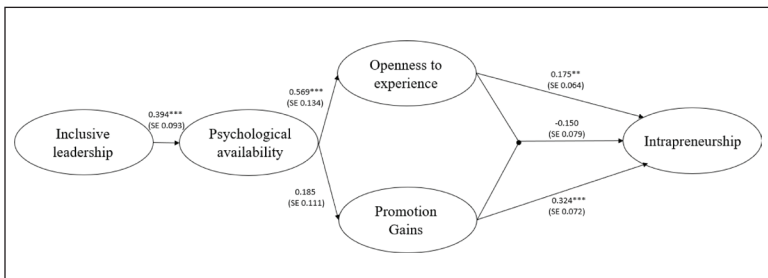 Openness to
experience
0.175**
(SE 0.064)
0.569***
(SE 0.134)
0.394***
(SE 0.093)
Inclusive
leadership
Psychological
availability
-0.150
(SE 0.079)
Intrapreneurship
0.185
(SE 0.111)
Promotion
Gains
0.324***
(SE 0.072)